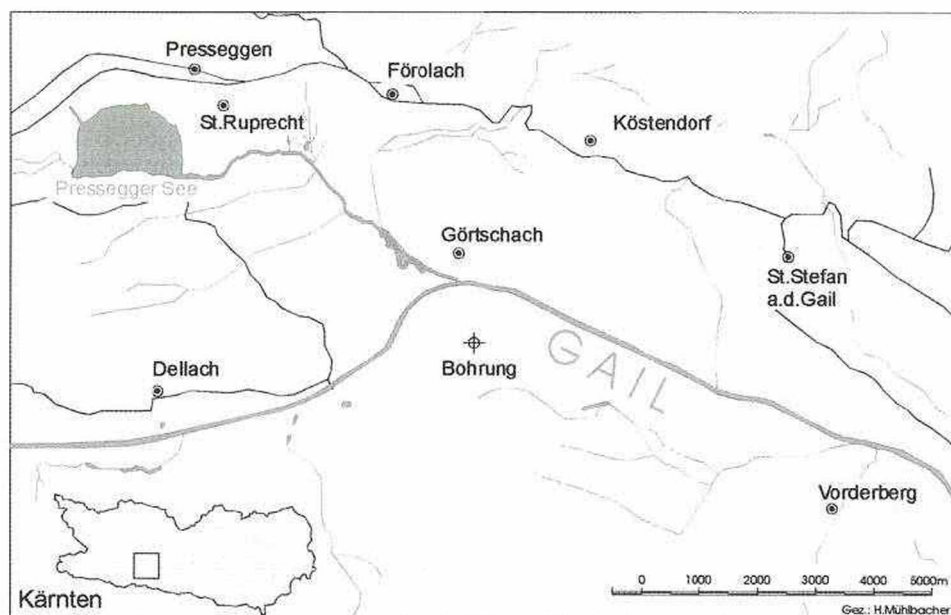 Presseggen
Förolach
St.Ruprecht
Köstendorf
Pressegger See
Görtschach
St.Stefan
a.d.Gail
GAIL
Bohrung
Dellach
Vorderberg
Kärnten
0 1000 2000 3000 4000 5000m
Gez.: H.Mühlbacher